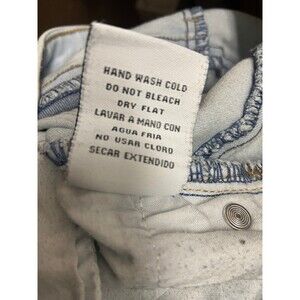 HAND WASH COLD
DO NOT BLEACH
DRY FLAT
LAVAR A MANO CON
AGUA FRIA
NO USAR CLORO
SECAR EXTENDIDO